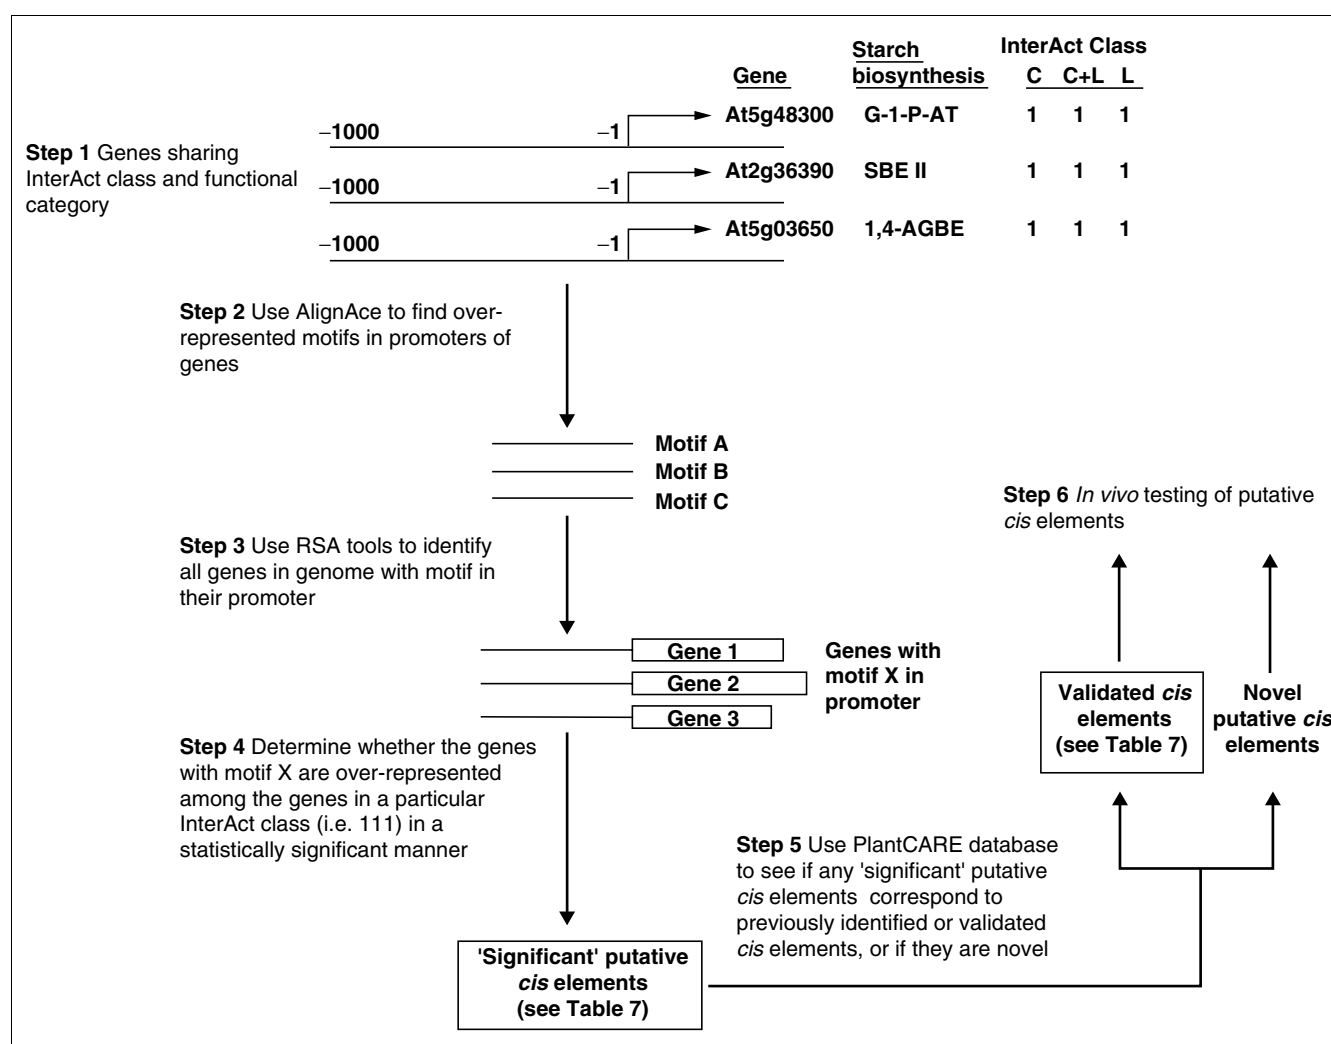 Gene
Starch
biosynthesis
InterAct Class
C C+L L
−1000 −1 At5g48300 G-1-P-AT 1 1 1
Step 1 Genes sharing
InterAct class and functional
category
−1000 −1 At2g36390 SBE II 1 1 1
−1000 −1 At5g03650 1,4-AGBE 1 1 1
Step 2 Use AlignAce to find over-
represented motifs in promoters of
genes
Motif A
Motif B
Motif C
Step 3 Use RSA tools to identify
all genes in genome with motif in
their promoter
Gene 1
Gene 2
Gene 3
Genes with
motif X in
promoter
Step 4 Determine whether the genes
with motif X are over-represented
among the genes in a particular
InterAct class (i.e. 111) in a
statistically significant manner
'Significant' putative
cis elements
(see Table 7)
Step 5 Use PlantCARE database
to see if any 'significant' putative
cis elements correspond to
previously identified or validated
cis elements, or if they are novel
Validated cis
elements
(see Table 7)
Novel
putative cis
elements
Step 6 In vivo testing of putative
cis elements